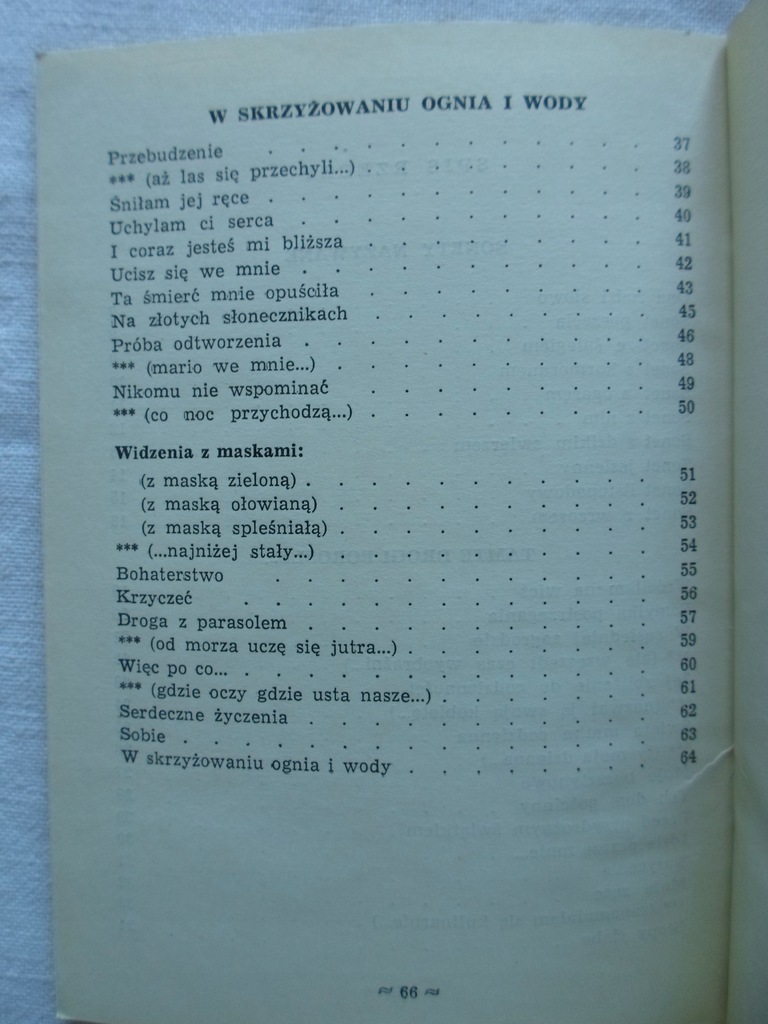 W SKRZYŻOWANIU OGNIA I WODY
Przebudzenie . . . . . . . . . . . . 37
*** (aż las się przechyli...) . . . . . . . . . 38
Śniłam jej ręce . . . . . . . . . . . . 39
Uchylam ci serca . . . . . . . . . . . 40
I coraz jesteś mi bliższa . . . . . . . . . 41
Ucisz się we mnie . . . . . . . . . . . 42
Ta śmierć mnie opuściła . . . . . . . . . 43
Na złotych słonecznikach . . . . . . . . . 45
Próba odtworzenia . . . . . . . . . . . 46
*** (mario we mnie...) . . . . . . . . . . 48
Nikomu nie wspominać . . . . . . . . . 49
*** (co noc przychodzą...) . . . . . . . . . 50
Widzenia z maskami:
(z maską zieloną) . . . . . . . . . . . 51
(z maską ołowianą) . . . . . . . . . . 52
(z maską spleśniałą) . . . . . . . . . . 53
*** (...najniżej stały...) . . . . . . . . . . 54
Bohaterstwo . . . . . . . . . . . . 55
Krzyczeć . . . . . . . . . . . . . 56
Droga z parasolem . . . . . . . . . . . 57
*** (od morza uczę się jutra...) . . . . . . . . 59
Więc po co... . . . . . . . . . . . . . 60
*** (gdzie oczy gdzie usta nasze...) . . . . . . . 61
Serdeczne życzenia . . . . . . . . . . . 62
Sobie . . . . . . . . . . . . . . . 63
W skrzyżowaniu ognia i wody . . . . . . . . 64
≈ 66 ≈